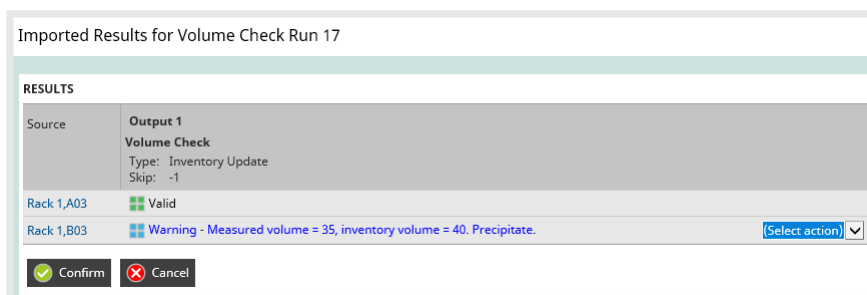 Imported Results for Volume Check Run 17
RESULTS
Source
Output 1
Volume Check
Type: Inventory Update
Skip: -1
Rack 1,A03 Valid
Rack 1,B03 Warning - Measured volume = 35, inventory volume = 40. Precipitate. (Select action)
Confirm Cancel